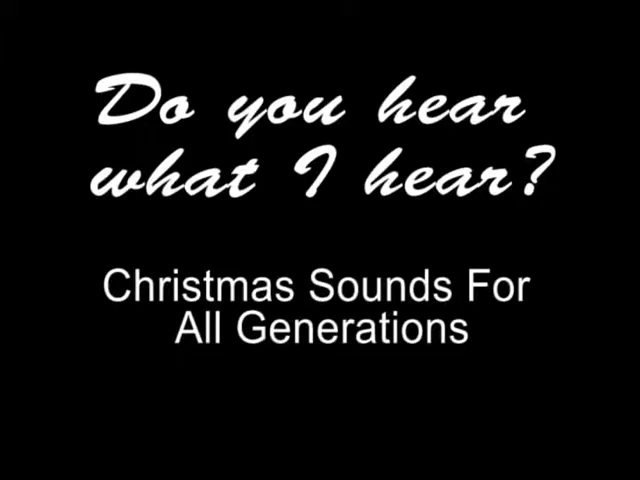 Do you hear
what I hear?
Christmas Sounds For
All Generations